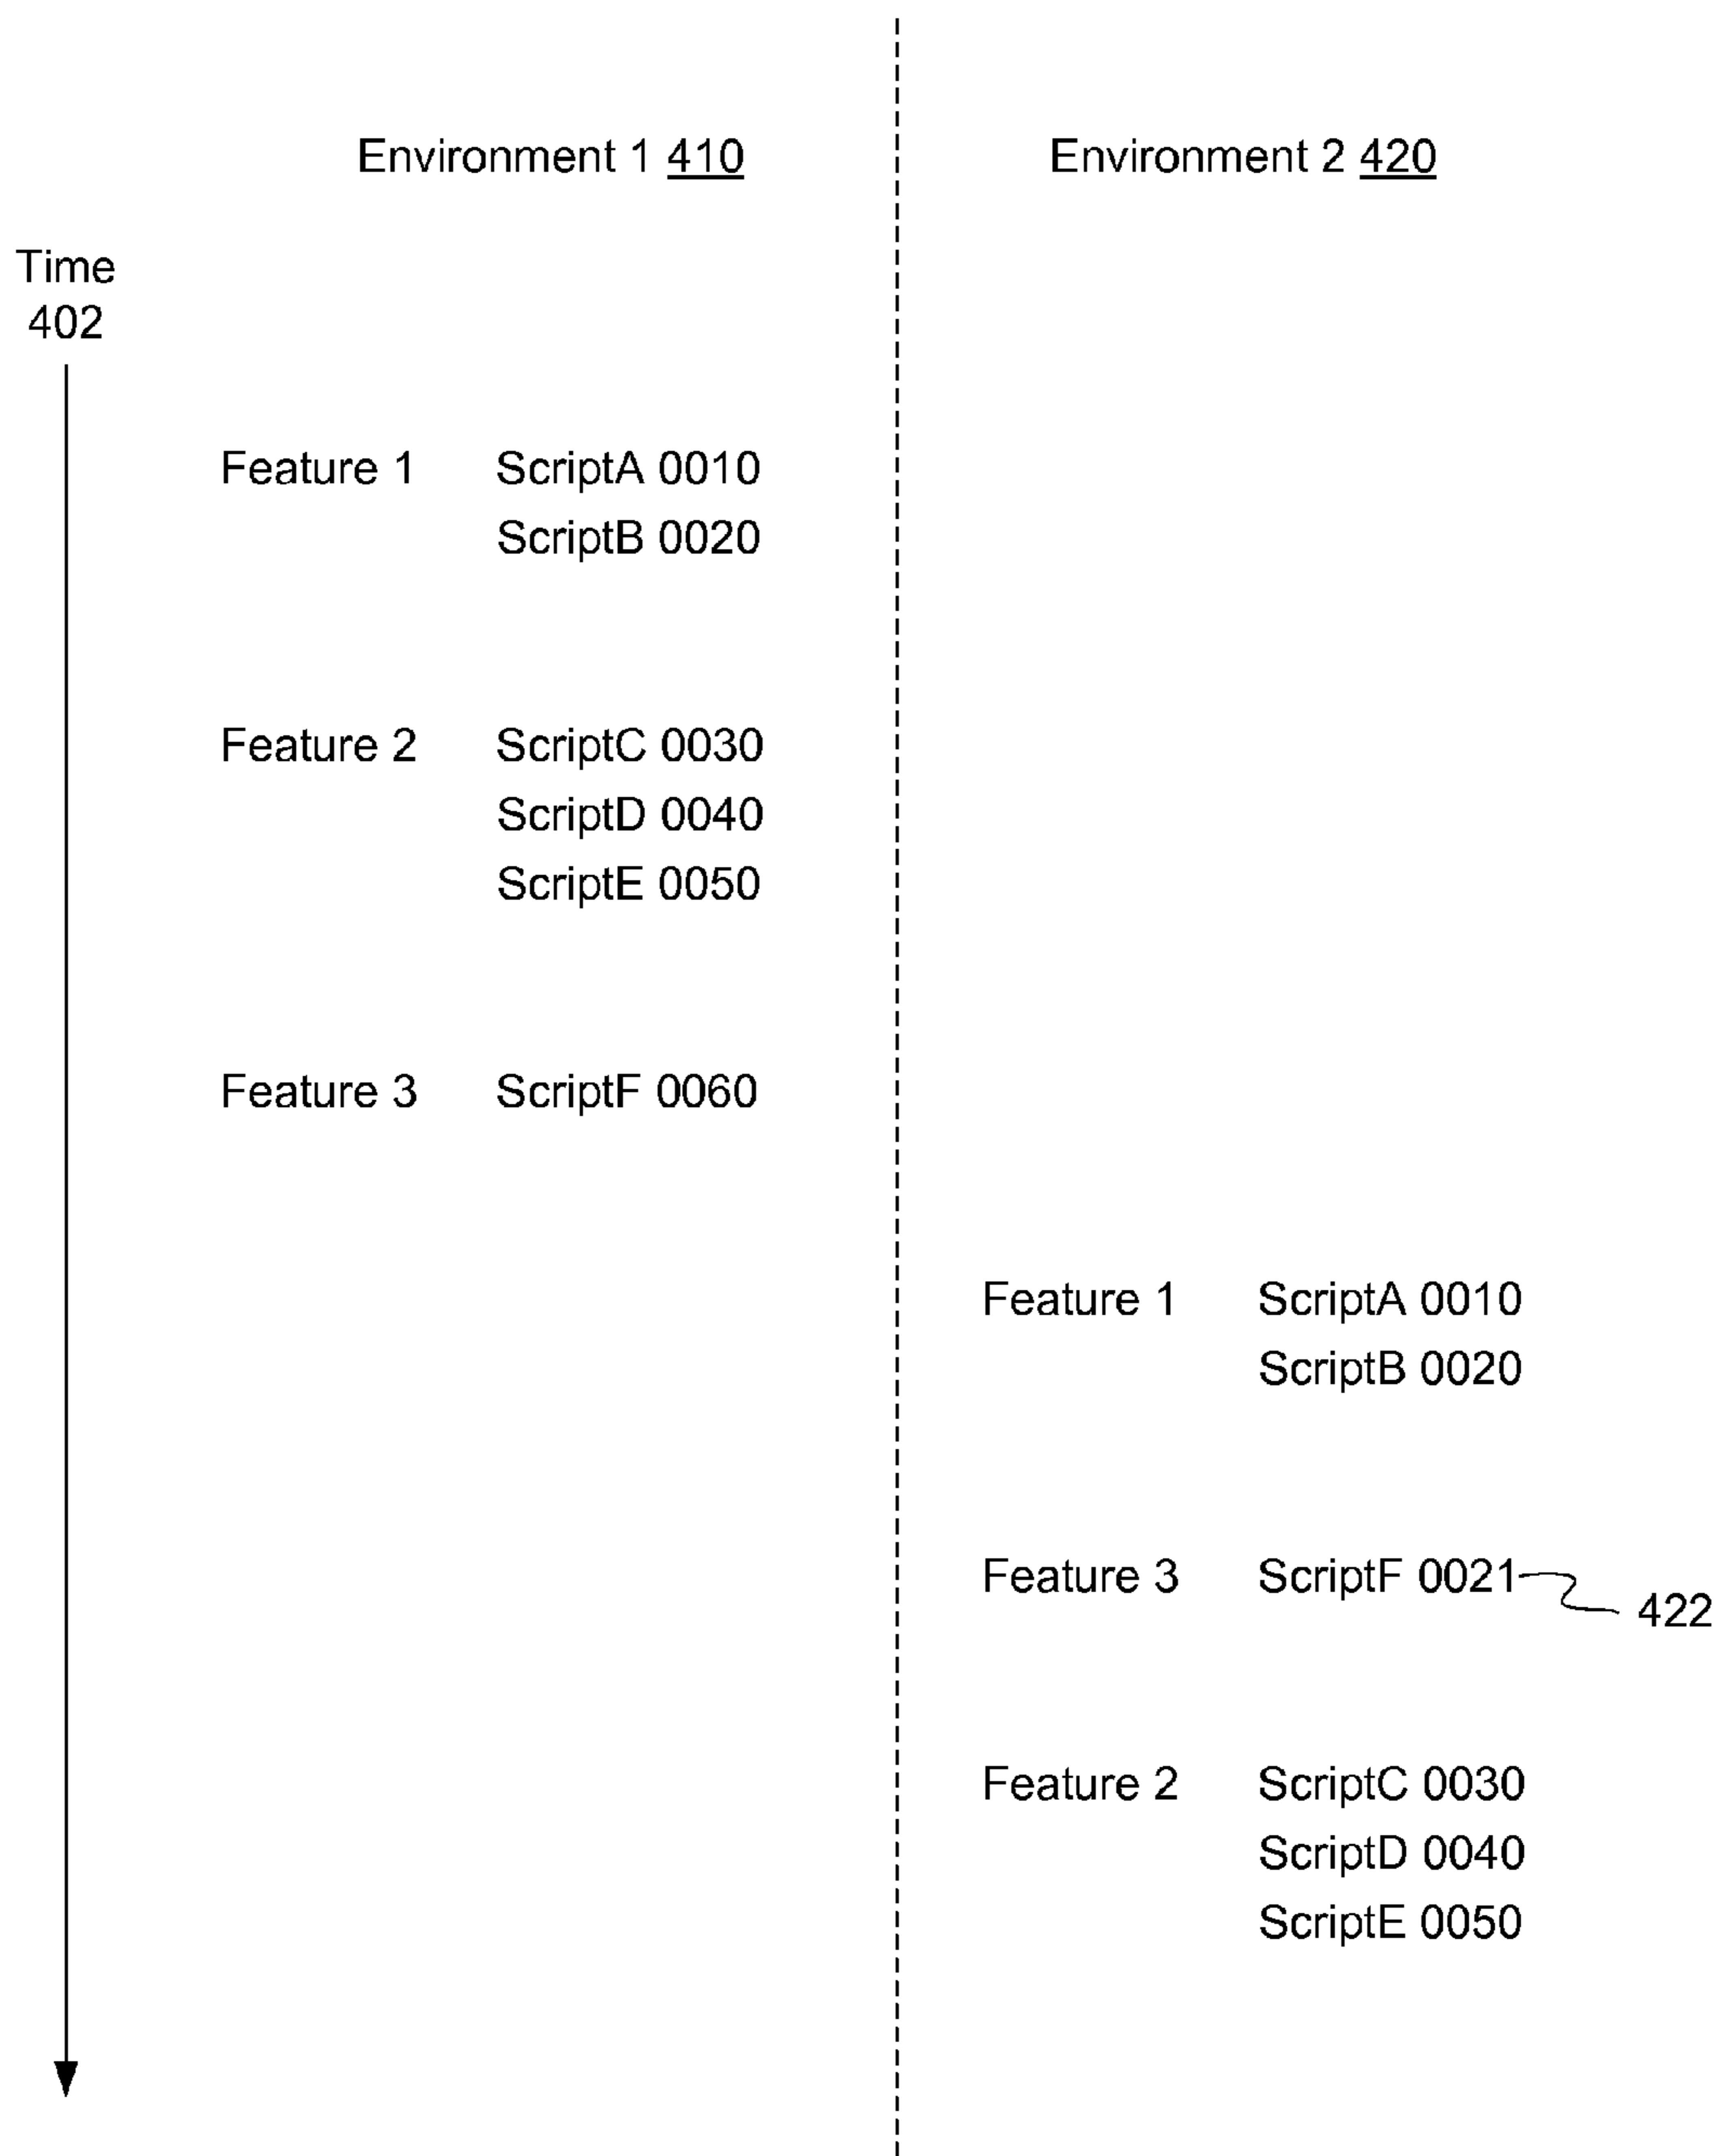 Environment 1 410 Environment 2 420
Time
402
Feature 1 ScriptA 0010
ScriptB 0020
Feature 2 ScriptC 0030
ScriptD 0040
ScriptE 0050
Feature 3 ScriptF 0060
Feature 1 ScriptA 0010
ScriptB 0020
Feature 3 ScriptF 0021
422
Feature 2 ScriptC 0030
ScriptD 0040
ScriptE 0050